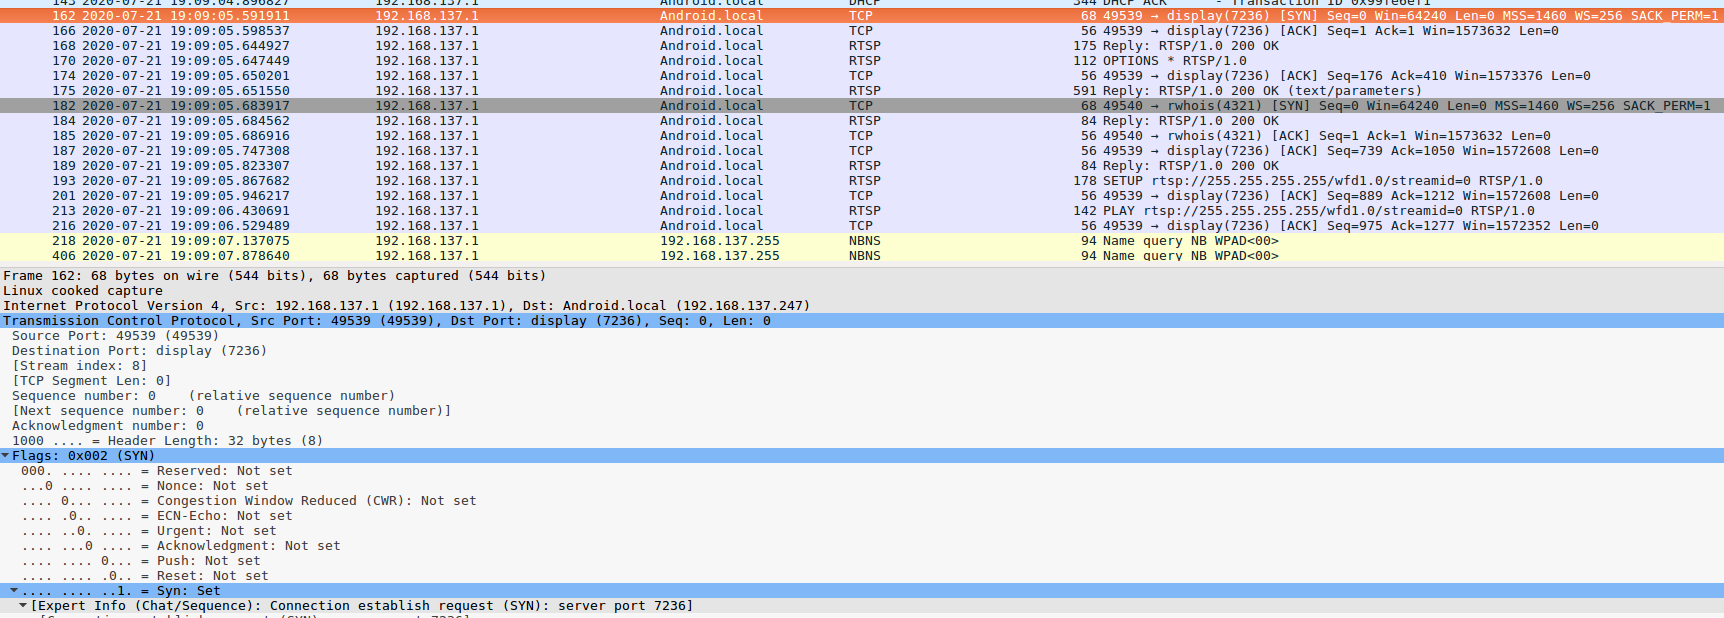 143 2020-07-21 19:09:04.896827 192.168.137.1 Android.local DHCP 344 DHCP ACK - Transaction ID 0x99fe6ef1
162 2020-07-21 19:09:05.591911 192.168.137.1 Android.local TCP 68 49539 → display(7236) [SYN] Seq=0 Win=64240 Len=0 MSS=1460 WS=256 SACK_PERM=1
166 2020-07-21 19:09:05.598537 192.168.137.1 Android.local TCP 56 49539 → display(7236) [ACK] Seq=1 Ack=1 Win=1573632 Len=0
168 2020-07-21 19:09:05.644927 192.168.137.1 Android.local RTSP 175 Reply: RTSP/1.0 200 OK
170 2020-07-21 19:09:05.647449 192.168.137.1 Android.local RTSP 112 OPTIONS * RTSP/1.0
174 2020-07-21 19:09:05.650201 192.168.137.1 Android.local TCP 56 49539 → display(7236) [ACK] Seq=176 Ack=410 Win=1573376 Len=0
175 2020-07-21 19:09:05.651550 192.168.137.1 Android.local RTSP 591 Reply: RTSP/1.0 200 OK (text/parameters)
182 2020-07-21 19:09:05.683917 192.168.137.1 Android.local TCP 68 49540 → rwhois(4321) [SYN] Seq=0 Win=64240 Len=0 MSS=1460 WS=256 SACK_PERM=1
184 2020-07-21 19:09:05.684562 192.168.137.1 Android.local RTSP 84 Reply: RTSP/1.0 200 OK
185 2020-07-21 19:09:05.686916 192.168.137.1 Android.local TCP 56 49540 → rwhois(4321) [ACK] Seq=1 Ack=1 Win=1573632 Len=0
187 2020-07-21 19:09:05.747308 192.168.137.1 Android.local TCP 56 49539 → display(7236) [ACK] Seq=739 Ack=1050 Win=1572608 Len=0
189 2020-07-21 19:09:05.823307 192.168.137.1 Android.local RTSP 84 Reply: RTSP/1.0 200 OK
193 2020-07-21 19:09:05.867682 192.168.137.1 Android.local RTSP 178 SETUP rtsp://255.255.255.255/wfd1.0/streamid=0 RTSP/1.0
201 2020-07-21 19:09:05.946217 192.168.137.1 Android.local TCP 56 49539 → display(7236) [ACK] Seq=889 Ack=1212 Win=1572608 Len=0
213 2020-07-21 19:09:06.430691 192.168.137.1 Android.local RTSP 142 PLAY rtsp://255.255.255.255/wfd1.0/streamid=0 RTSP/1.0
216 2020-07-21 19:09:06.529489 192.168.137.1 Android.local TCP 56 49539 → display(7236) [ACK] Seq=975 Ack=1277 Win=1572352 Len=0
218 2020-07-21 19:09:07.137075 192.168.137.1 192.168.137.255 NBNS 94 Name query NB WPAD<00>
406 2020-07-21 19:09:07.878640 192.168.137.1 192.168.137.255 NBNS 94 Name query NB WPAD<00>
Frame 162: 68 bytes on wire (544 bits), 68 bytes captured (544 bits)
Linux cooked capture
Internet Protocol Version 4, Src: 192.168.137.1 (192.168.137.1), Dst: Android.local (192.168.137.247)
Transmission Control Protocol, Src Port: 49539 (49539), Dst Port: display (7236), Seq: 0, Len: 0
Source Port: 49539 (49539)
Destination Port: display (7236)
[Stream index: 8]
[TCP Segment Len: 0]
Sequence number: 0 (relative sequence number)
[Next sequence number: 0 (relative sequence number)]
Acknowledgment number: 0
1000 .... = Header Length: 32 bytes (8)
Flags: 0x002 (SYN)
000. .... .... = Reserved: Not set
...0 .... .... = Nonce: Not set
.... 0... .... = Congestion Window Reduced (CWR): Not set
.... .0.. .... = ECN-Echo: Not set
.... ..0. .... = Urgent: Not set
.... ...0 .... = Acknowledgment: Not set
.... .... 0... = Push: Not set
.... .... .0.. = Reset: Not set
.... .... ..1. = Syn: Set
[Expert Info (Chat/Sequence): Connection establish request (SYN): server port 7236]
[Connection establish request (SYN): server port 7236]